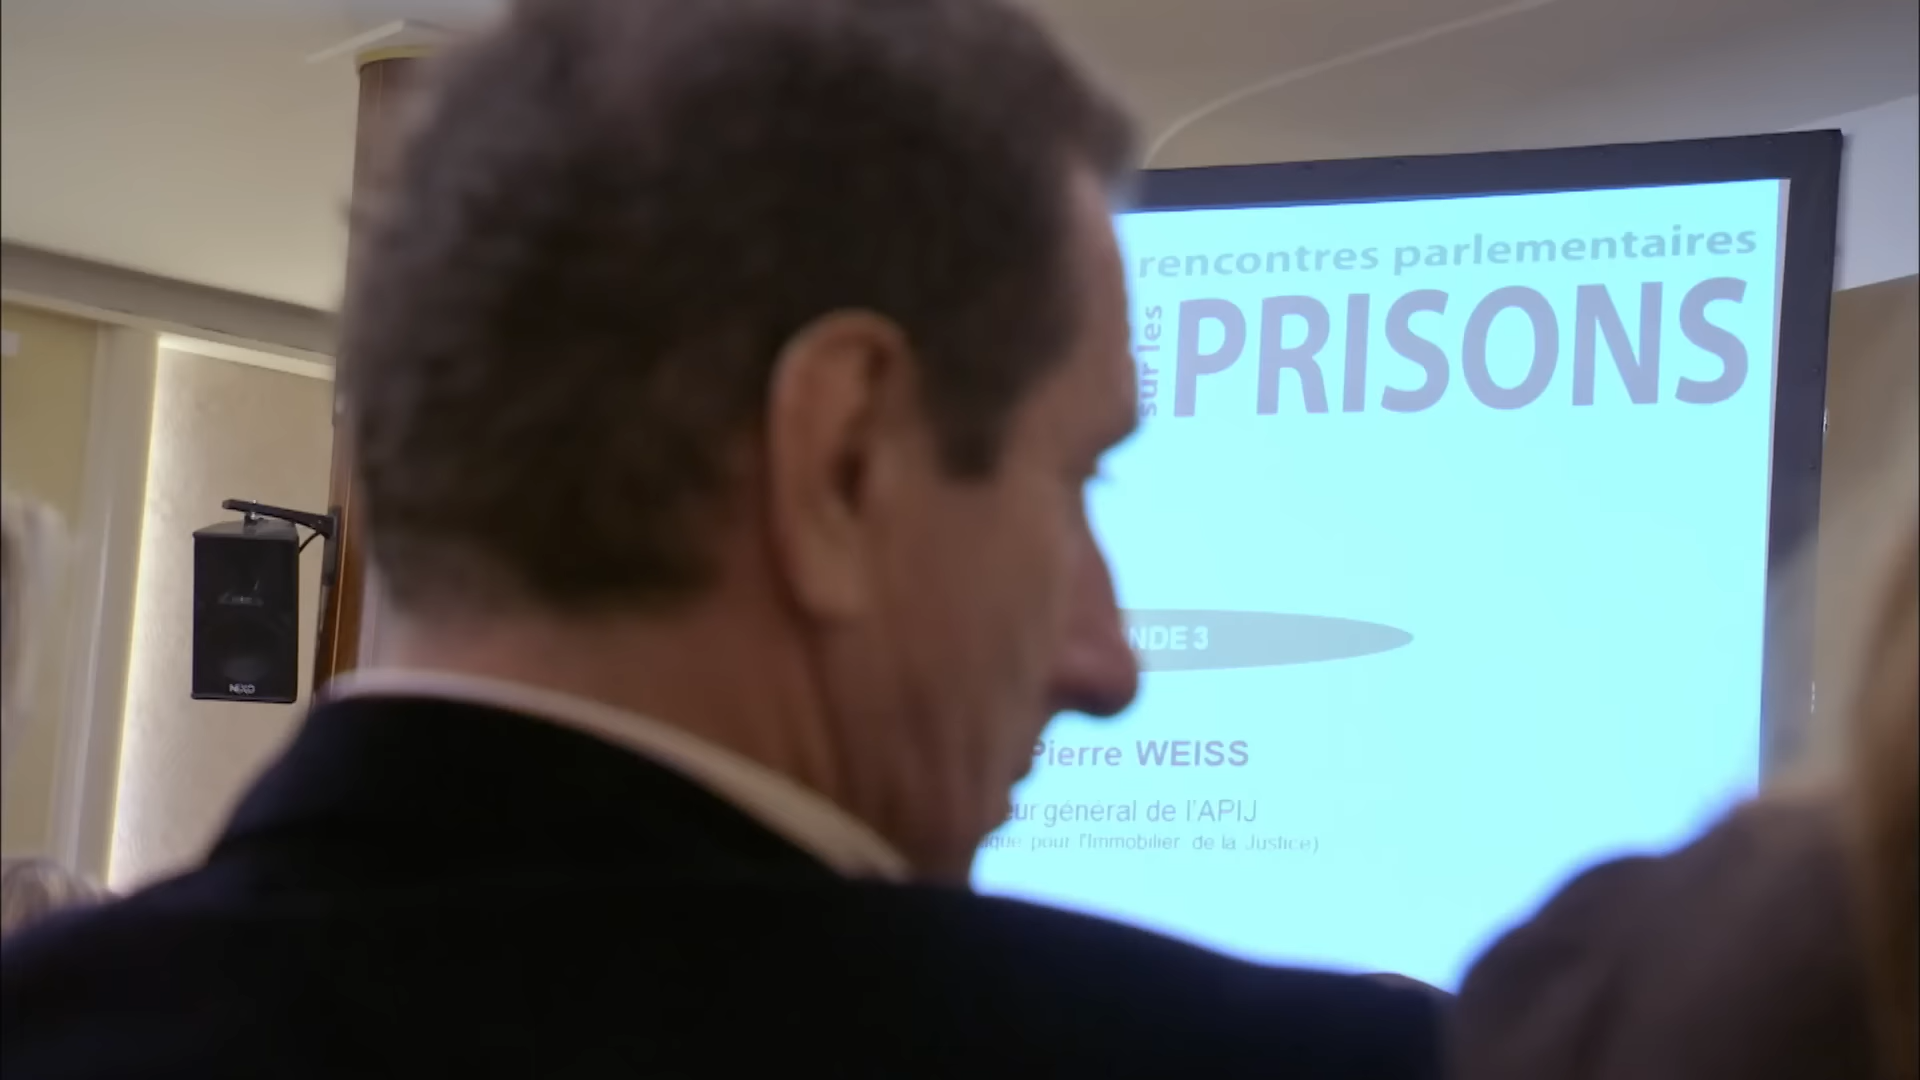 rencontres parlementaires
sur les
PRISONS
NDE 3
Pierre WEISS
eur général de l'APIJ
ique pour l'Immobilier de la Justice)
NEXO